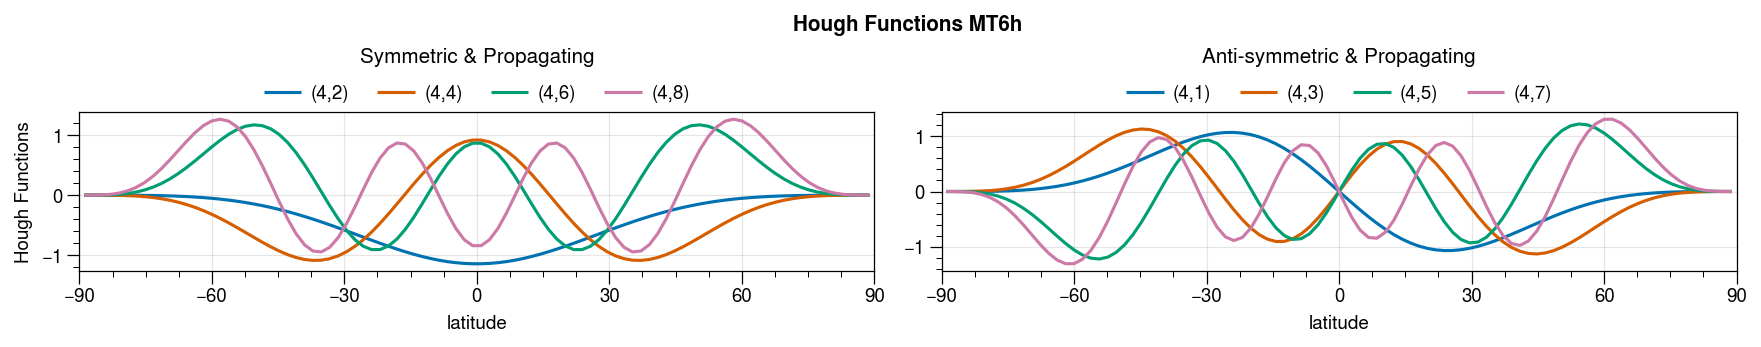 Hough Functions MT6h
Symmetric & Propagating
(4,2) (4,4) (4,6) (4,8)
Hough Functions
1
0
−1
−90 −60 −30 0 30 60 90
latitude
Anti-symmetric & Propagating
(4,1) (4,3) (4,5) (4,7)
1
0
−1
−90 −60 −30 0 30 60 90
latitude